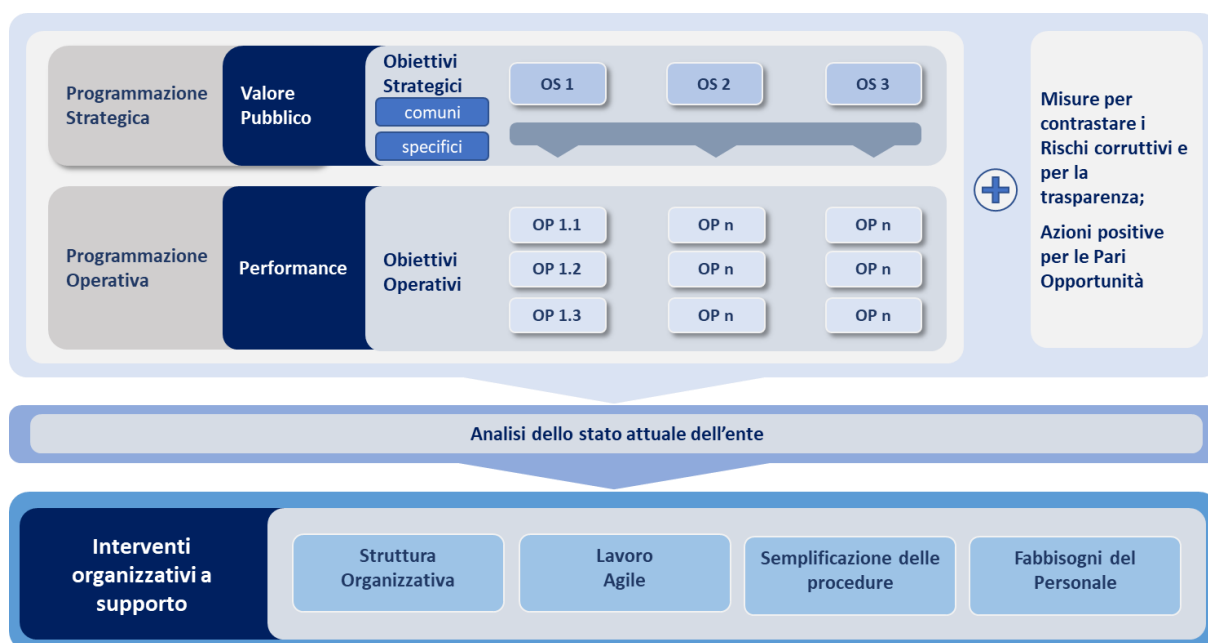 Programmazione
Strategica
Valore
Pubblico
Obiettivi
Strategici
comuni
specifici
OS 1
OS 2
OS 3
Programmazione
Operativa
Performance
Obiettivi
Operativi
OP 1.1
OP n
OP n
OP 1.2
OP n
OP n
OP 1.3
OP n
OP n
Misure per
contrastare i
Rischi corruttivi e
per la
trasparenza;
Azioni positive
per le Pari
Opportunità
Analisi dello stato attuale dell'ente
Interventi
organizzativi a
supporto
Struttura
Organizzativa
Lavoro
Agile
Semplificazione delle
procedure
Fabbisogni del
Personale